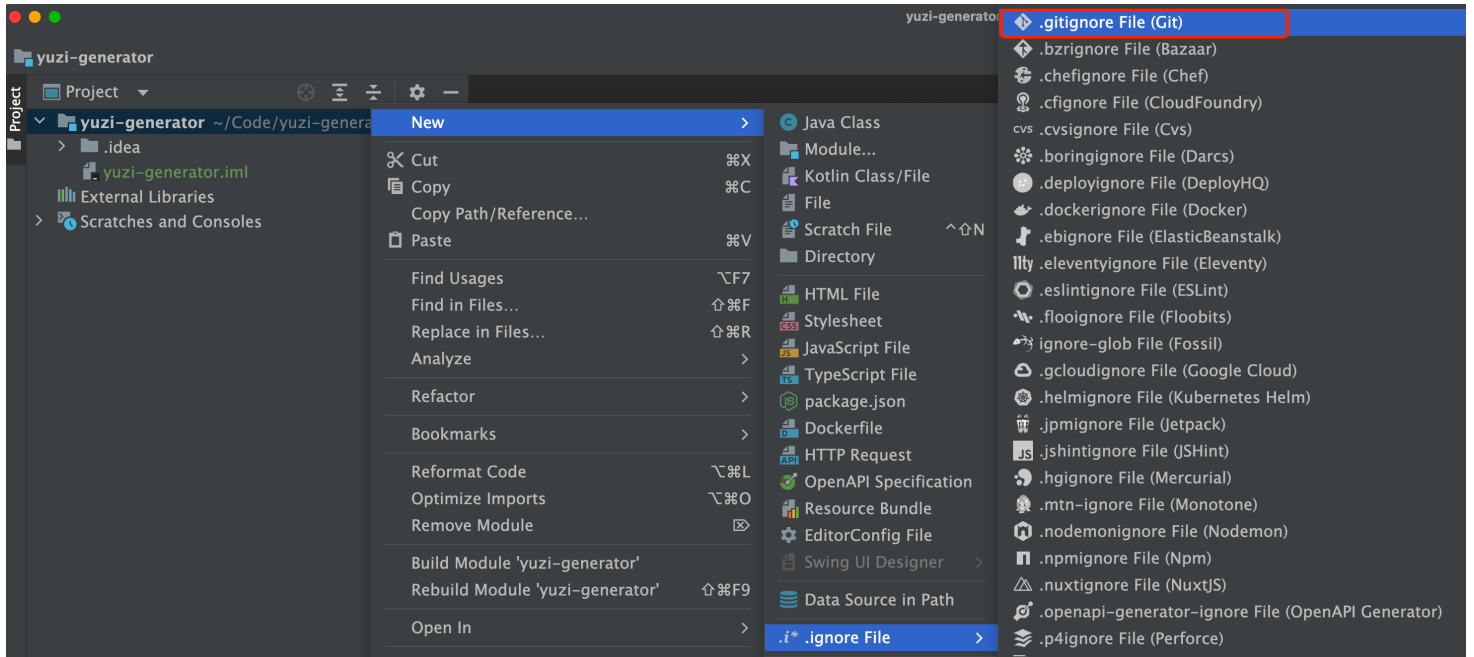 yuzi-generato
yuzi-generator
Project
Project
yuzi-generator ~/Code/yuzi-genera
.idea
yuzi-generator.iml
External Libraries
Scratches and Consoles
New
Cut ⌘X
Copy ⌘C
Copy Path/Reference...
Paste ⌘V
Find Usages ⌥F7
Find in Files... ⇧⌘F
Replace in Files... ⇧⌘R
Analyze
Refactor
Bookmarks
Reformat Code ⌥⌘L
Optimize Imports ⌥⌘O
Remove Module ⌦
Build Module 'yuzi-generator'
Rebuild Module 'yuzi-generator' ⇧⌘F9
Open In
Java Class
Module...
Kotlin Class/File
File
Scratch File ^⇧N
Directory
HTML File
Stylesheet
JavaScript File
TypeScript File
package.json
Dockerfile
HTTP Request
OpenAPI Specification
Resource Bundle
EditorConfig File
Swing UI Designer
Data Source in Path
.i* .ignore File
.gitignore File (Git)
.bzrignore File (Bazaar)
.chefignore File (Chef)
.cfignore File (CloudFoundry)
CVS .cvsignore File (Cvs)
.boringignore File (Darcs)
.deployignore File (DeployHQ)
.dockerignore File (Docker)
.ebignore File (ElasticBeanstalk)
11ty .eleventyignore File (Eleventy)
.eslintignore File (ESLint)
.flooignore File (Floobits)
ignore-glob File (Fossil)
.gcloudignore File (Google Cloud)
.helmignore File (Kubernetes Helm)
.jpmignore File (Jetpack)
JS .jshintignore File (JSHint)
.hgignore File (Mercurial)
.mtn-ignore File (Monotone)
.nodemonignore File (Nodemon)
.npmignore File (Npm)
.nuxtignore File (NuxtJS)
.openapi-generator-ignore File (OpenAPI Generator)
.p4ignore File (Perforce)